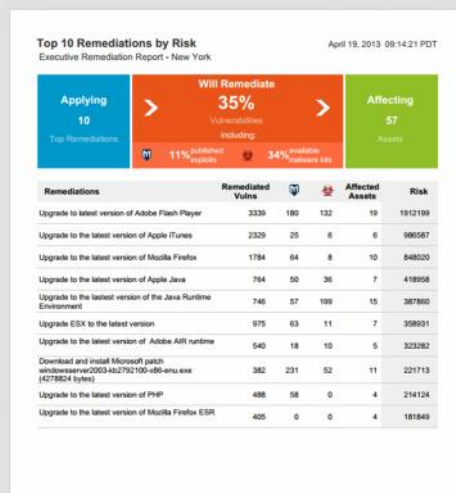 Top 10 Remediations by Risk
April 19, 2013 09:14:21 PDT
Executive Remediation Report - New York
Applying
10
Top Remediations
Will Remediate
35%
Vulnerabilities
including:
11% published exploits
34% available malware kits
Affecting
57
Assets
Remediations Remediated Vulns Affected Assets Risk
Upgrade to latest version of Adobe Flash Player 3339 180 132 19 1912199
Upgrade to the latest version of Apple iTunes 2329 25 6 6 986587
Upgrade to the latest version of Mozilla Firefox 1784 64 8 10 848020
Upgrade to the latest version of Apple Java 764 50 36 7 418958
Upgrade to the lastest version of the Java Runtime
Environment 746 57 199 15 387860
Upgrade ESX to the latest version 975 63 11 7 358931
Upgrade to the latest version of Adobe AIR runtime 540 18 10 5 323282
Download and install Microsoft patch
windowsserver2003-kb2792100-x86-enu.exe 382 231 52 11 221713
(4278824 bytes)
Upgrade to the latest version of PHP 488 58 0 4 214124
Upgrade to the latest version of Mozilla Firefox ESR 405 0 0 4 181849